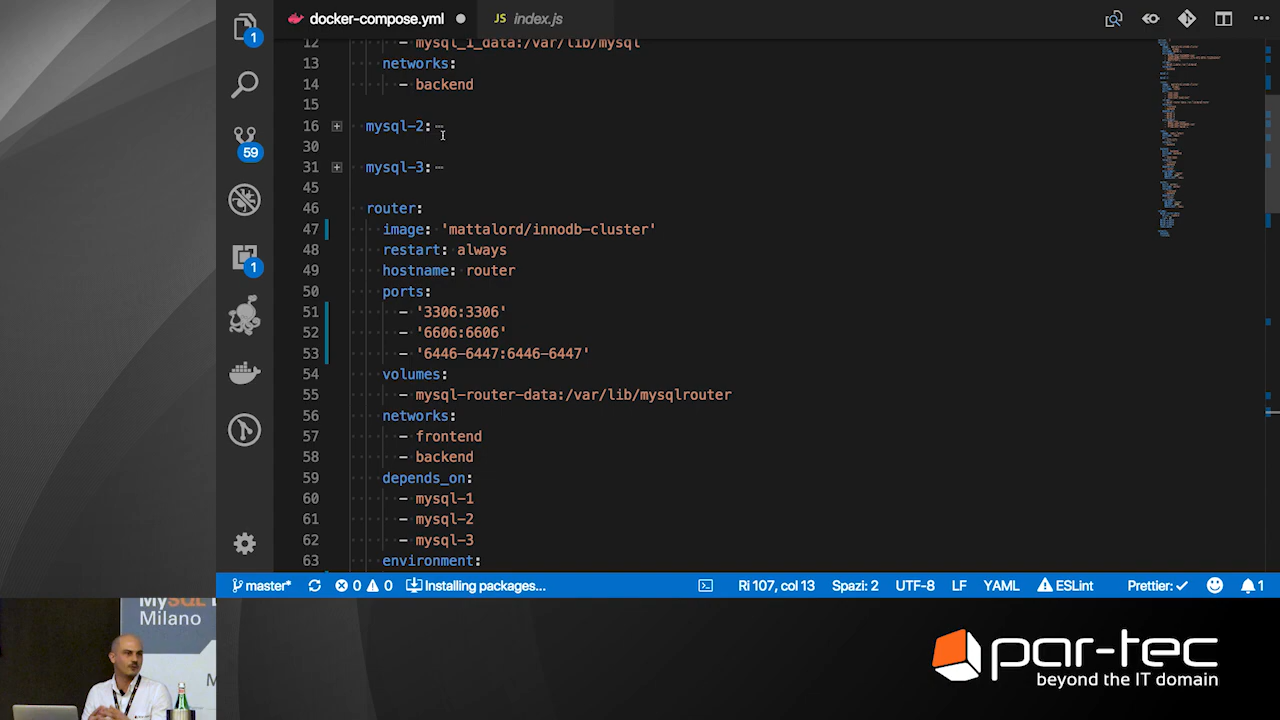 docker-compose.yml
JS index.js
12 - mysql_1_data:/var/lib/mysql
13 networks:
14 - backend
15
16 mysql-2:
30
31 mysql-3:
45
46 router:
47 image: 'mattalord/innodb-cluster'
48 restart: always
49 hostname: router
50 ports:
51 - '3306:3306'
52 - '6606:6606'
53 - '6446-6447:6446-6447'
54 volumes:
55 - mysql-router-data:/var/lib/mysqlrouter
56 networks:
57 - frontend
58 - backend
59 depends_on:
60 - mysql-1
61 - mysql-2
62 - mysql-3
63 environment:
1
59
1
master* 0 0 Installing packages... Ri 107, col 13 Spazi: 2 UTF-8 LF YAML ESLint Prettier: ✓ 1
MySQL
Milano
M
par-tec
beyond the IT domain